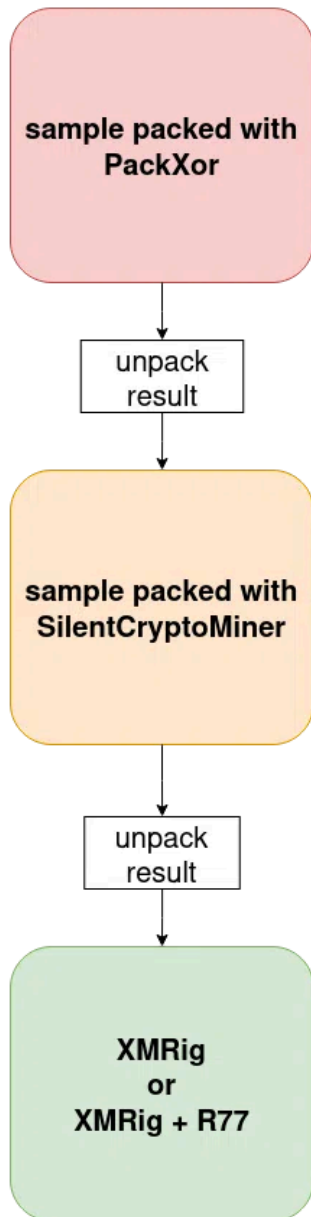 sample packed with
PackXor
unpack
result
sample packed with
SilentCryptoMiner
unpack
result
XMRig
or
XMRig + R77